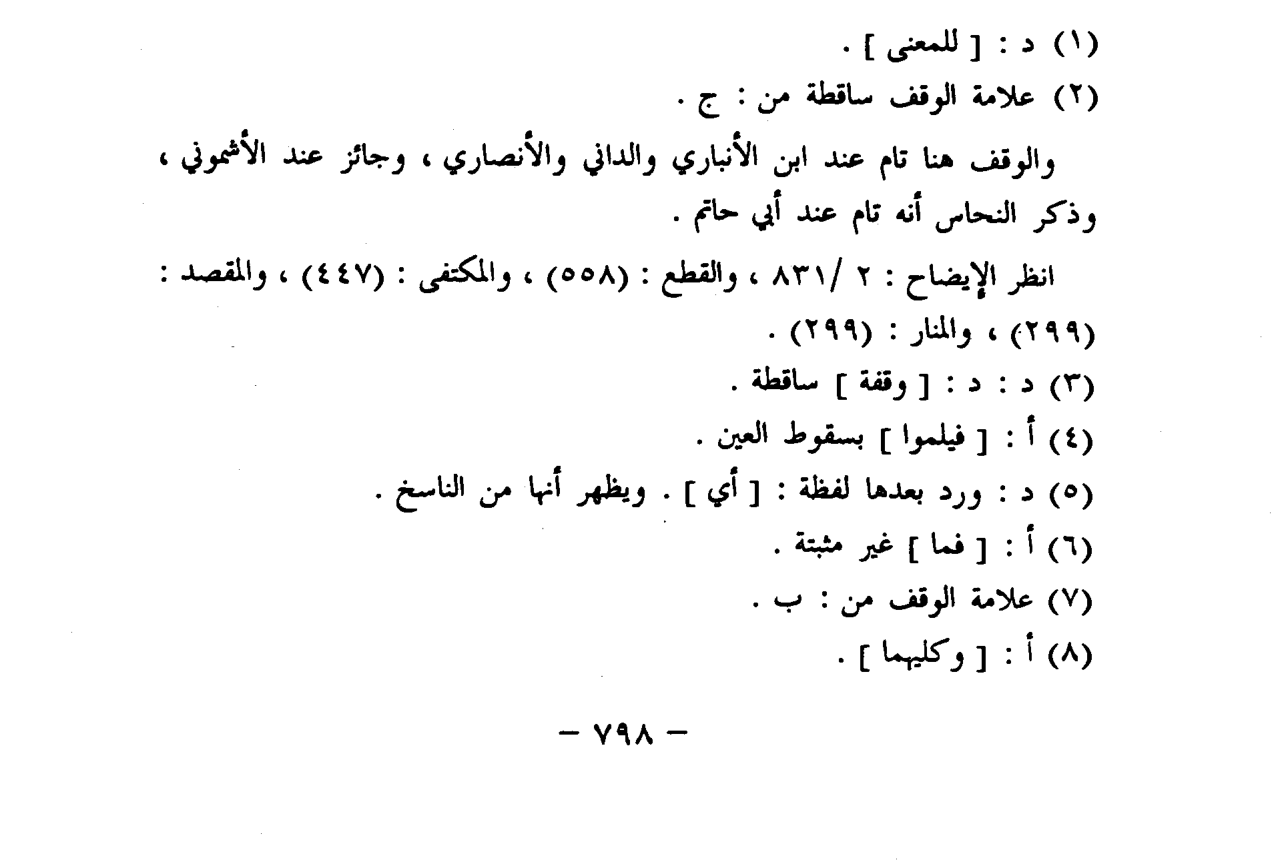 (١) د : [ للمعنى ] .
(٢) علامة الوقف ساقطة من : ج .
والوقف هنا تام عند ابن الأنباري والداني والأنصاري ، وجائز عند الأشموني ،
وذكر النحاس أنه تام عند أبي حاتم .
انظر الإيضاح : ٢ / ٨٣١ ، والقطع : (٥٥٨) ، والمكتفى : (٤٤٧) ، والمقصد :
(٢٩٩) ، والمنار : (٢٩٩) .
(٣) د : د : [ وقفة ] ساقطة .
(٤) أ : [ فيلموا ] بسقوط العين .
(٥) د : ورد بعدها لفظة : [ أي ] . ويظهر أنها من الناسخ .
(٦) أ : [ فما ] غير مثبتة .
(٧) علامة الوقف من : ب .
(٨) أ : [ وكليهما ] .
− ٧٩٨ −